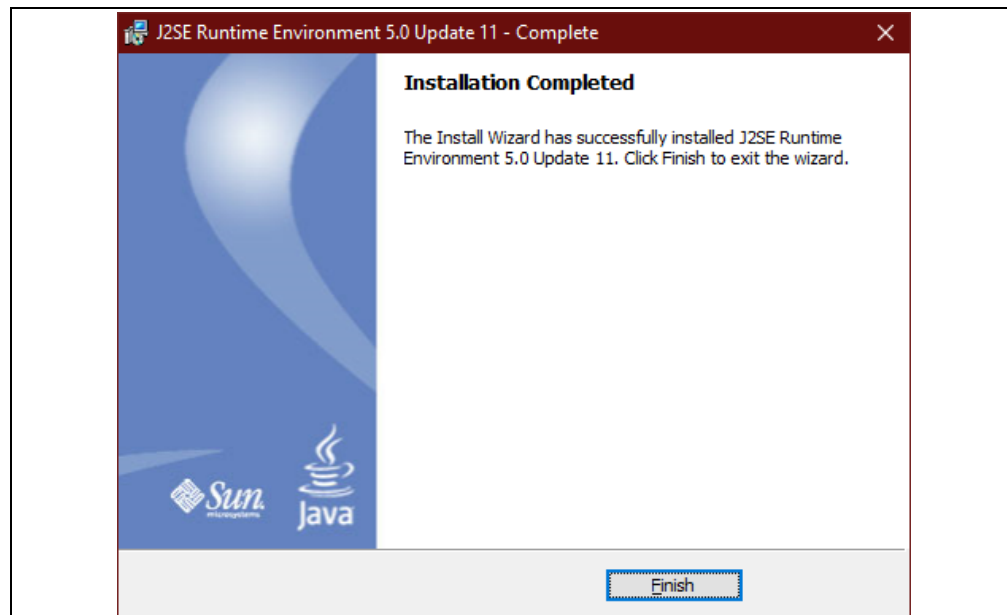 J2SE Runtime Environment 5.0 Update 11 - Complete
Installation Completed
The Install Wizard has successfully installed J2SE Runtime
Environment 5.0 Update 11. Click Finish to exit the wizard.
Sun
microsystems
Java
Finish